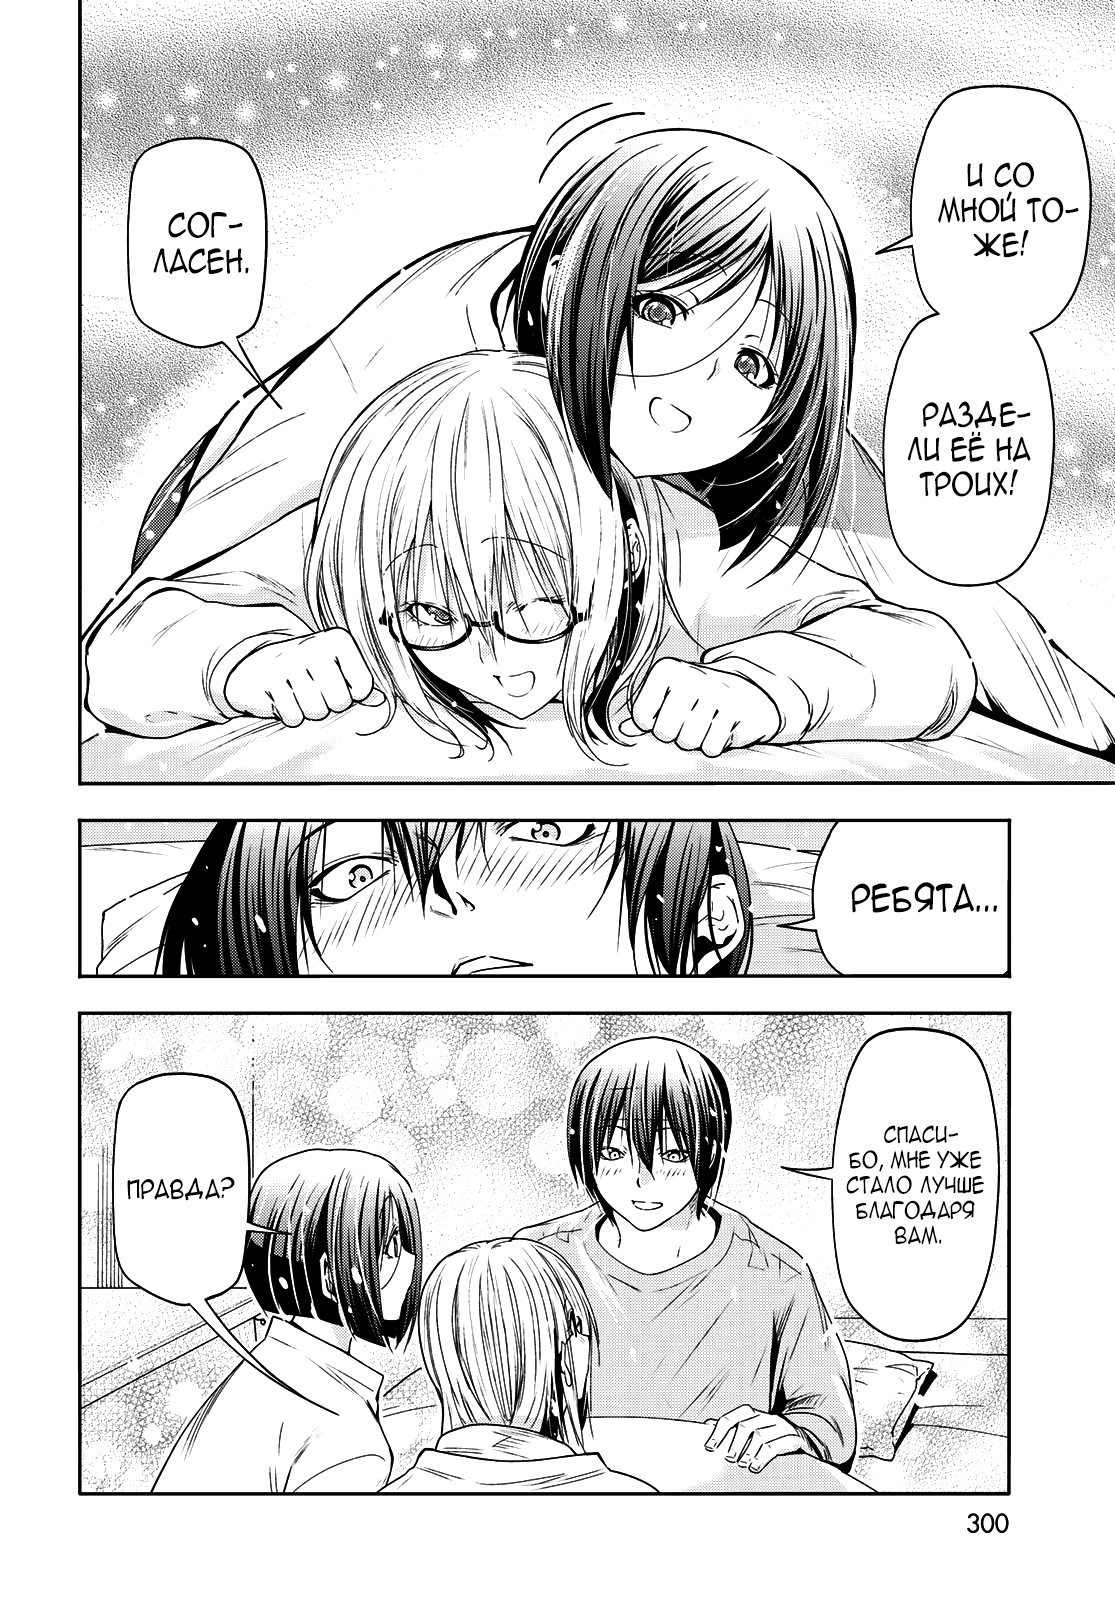 И СО
МНОЙ ТО-
ЖЕ!
РАЗДЕ-
ЛИ ЕЁ НА
ТРОИХ!
СОГ-
ЛАСЕН.
РЕБЯТА...
СПАСИ-
БО, МНЕ УЖЕ
СТАЛО ЛУЧШЕ
БЛАГОДАРЯ
ВАМ.
ПРАВДА?
300